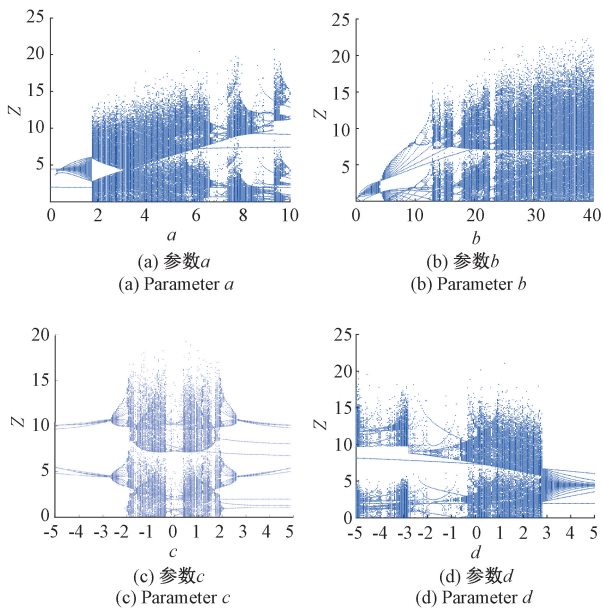 25
20
15
10
5
Z
0 2 4 6 8 10
a
(a) 参数a
(a) Parameter a
25
20
15
10
5
0
Z
0 10 20 30 40
b
(b) 参数b
(b) Parameter b
20
15
10
5
0
Z
-5 -4 -3 -2 -1 0 1 2 3 4 5
c
(c) 参数c
(c) Parameter c
25
20
15
10
5
0
Z
-5 -4 -3 -2 -1 0 1 2 3 4 5
d
(d) 参数d
(d) Parameter d